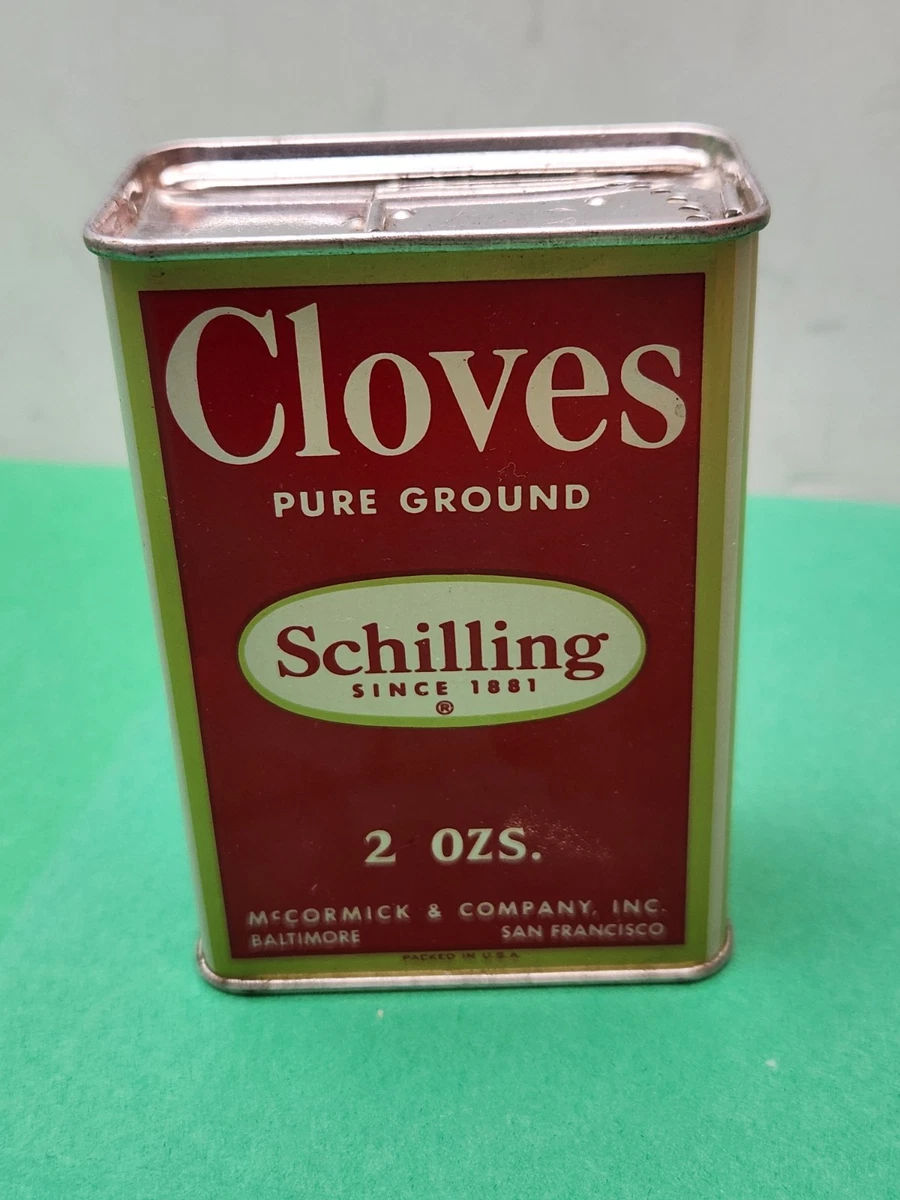 Cloves
PURE GROUND
Schilling
SINCE 1881
®
2 OZS.
McCORMICK & COMPANY, INC.
BALTIMORE SAN FRANCISCO
PACKED IN U.S.A.